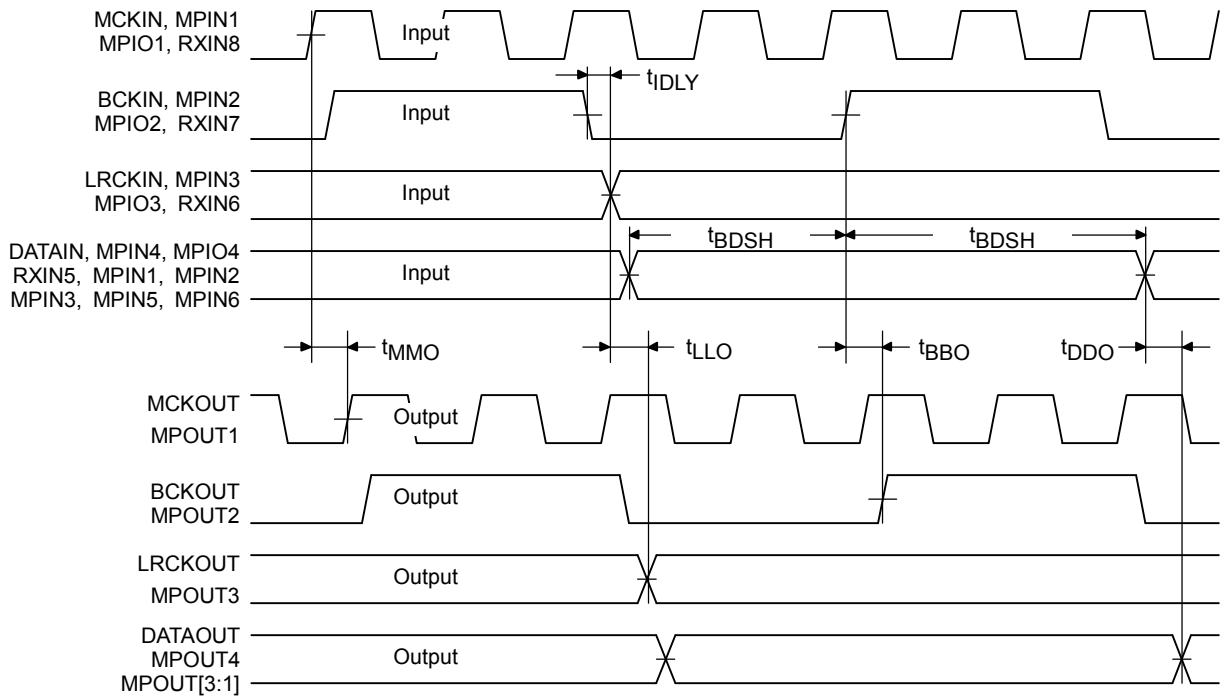 MCKIN, MPIN1
MPIO1, RXIN8
Input
tIDLY
BCKIN, MPIN2
MPIO2, RXIN7
Input
LRCKIN, MPIN3
MPIO3, RXIN6
Input
DATAIN, MPIN4, MPIO4
RXIN5, MPIN1, MPIN2
MPIN3, MPIN5, MPIN6
Input
tBDSH
tBDSH
tMMO
tLLO
tBBO
tDDO
MCKOUT
MPOUT1
Output
BCKOUT
MPOUT2
Output
LRCKOUT
MPOUT3
Output
DATAOUT
MPOUT4
MPOUT[3:1]
Output